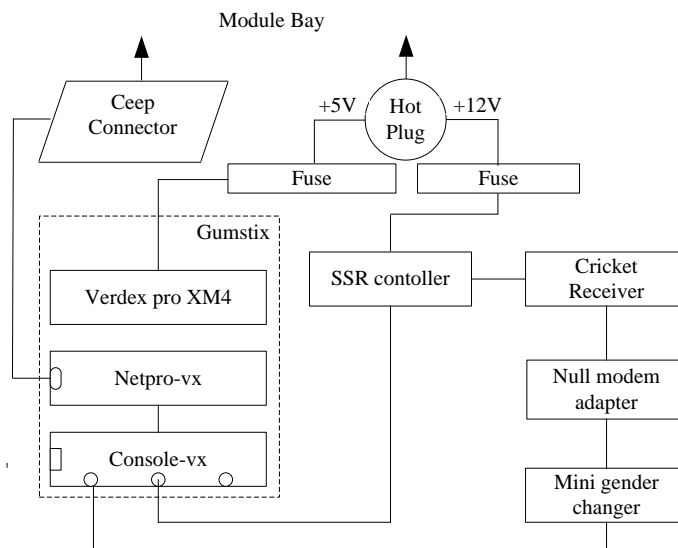 Module Bay
Ceep
Connector
+5V
Hot
Plug
+12V
Fuse
Fuse
Gumstix
Verdex pro XM4
SSR contoller
Cricket
Receiver
Netpro-vx
Null modem
adapter
Console-vx
Mini gender
changer